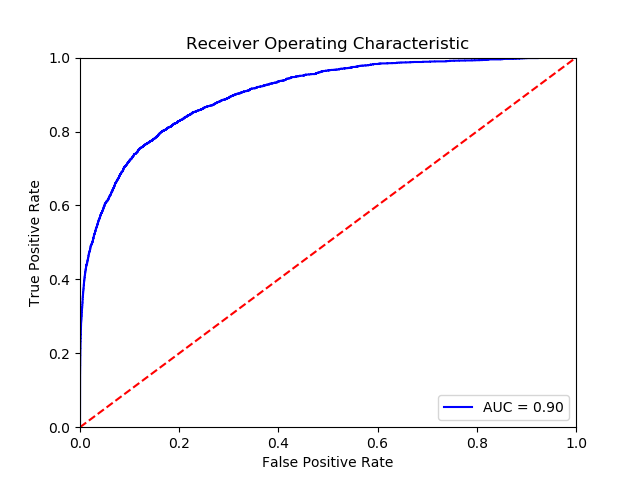 Receiver Operating Characteristic
1.0
0.8
0.6
0.4
0.2
0.0
True Positive Rate
AUC = 0.90
0.0 0.2 0.4 0.6 0.8 1.0
False Positive Rate